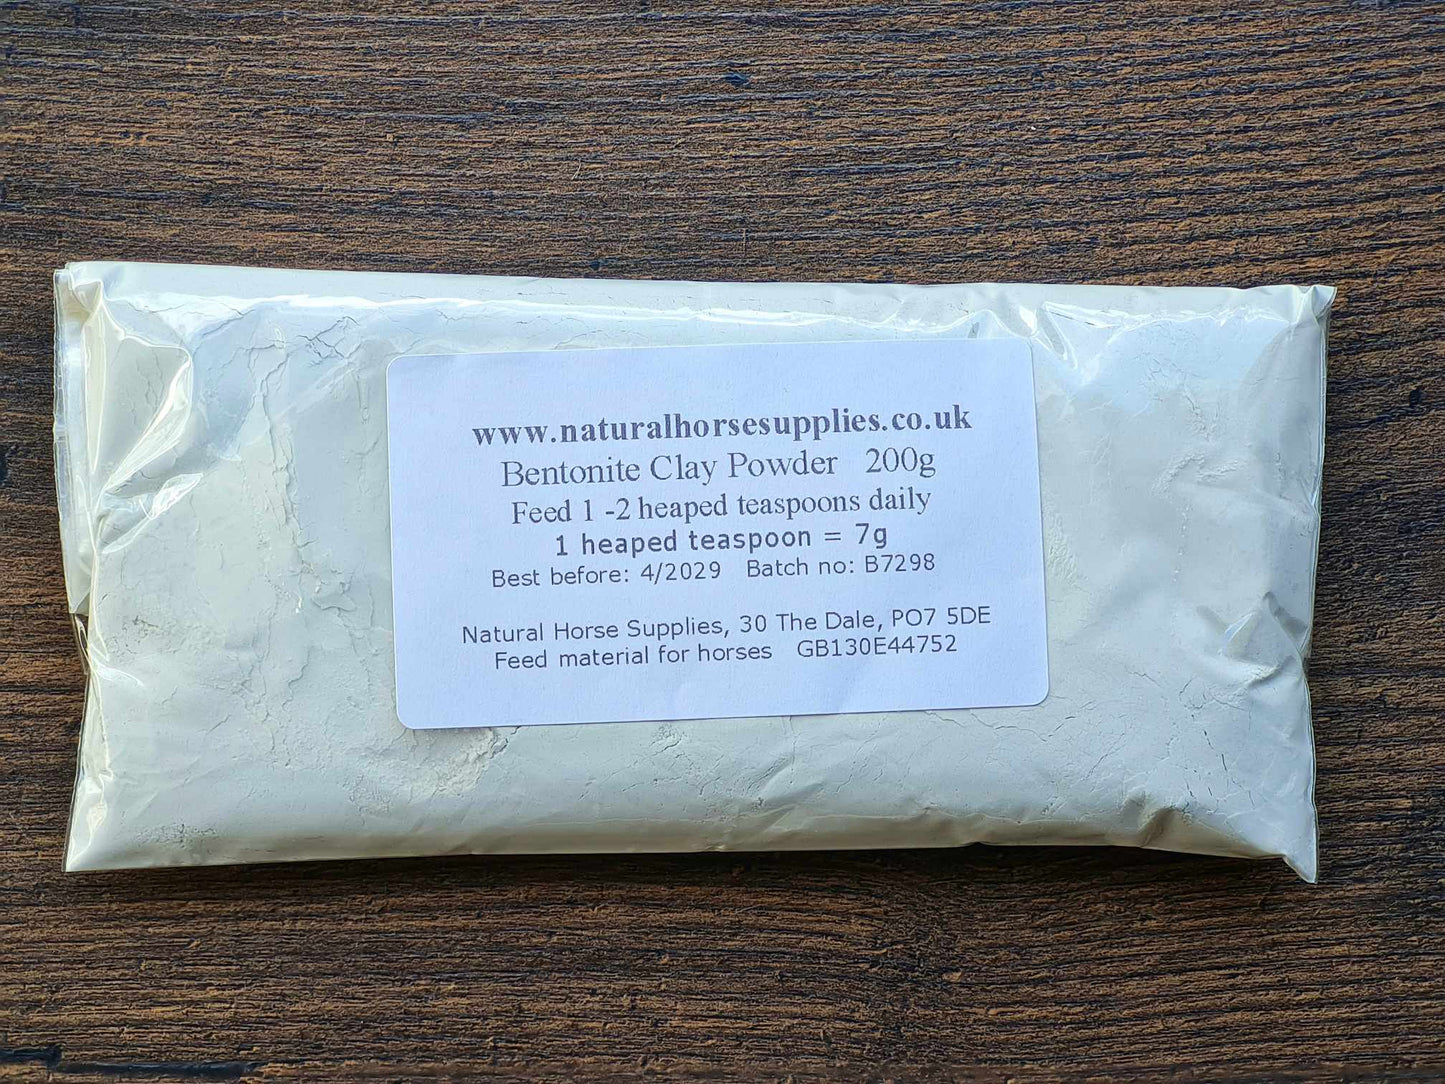 www.naturalhorsesupplies.co.uk
Bentonite Clay Powder 200g
Feed 1 -2 heaped teaspoons daily
1 heaped teaspoon = 7g
Best before: 4/2029 Batch no: B7298
Natural Horse Supplies, 30 The Dale, PO7 5DE
Feed material for horses GB130E44752